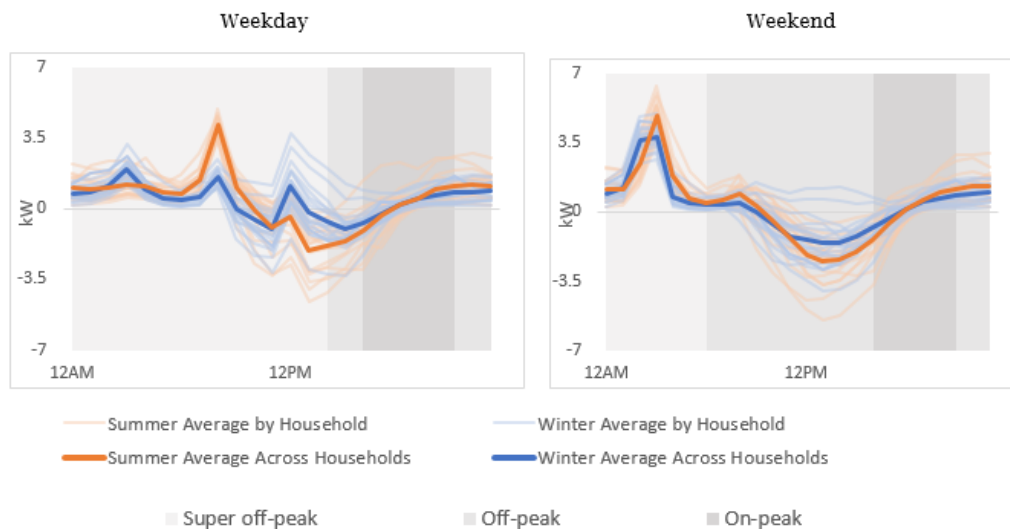 Weekday
Weekend
7
3.5
0
-3.5
-7
kW
12AM
12PM
7
3.5
0
-3.5
-7
kW
12AM
12PM
Summer Average by Household
Winter Average by Household
Summer Average Across Households
Winter Average Across Households
Super off-peak
Off-peak
On-peak